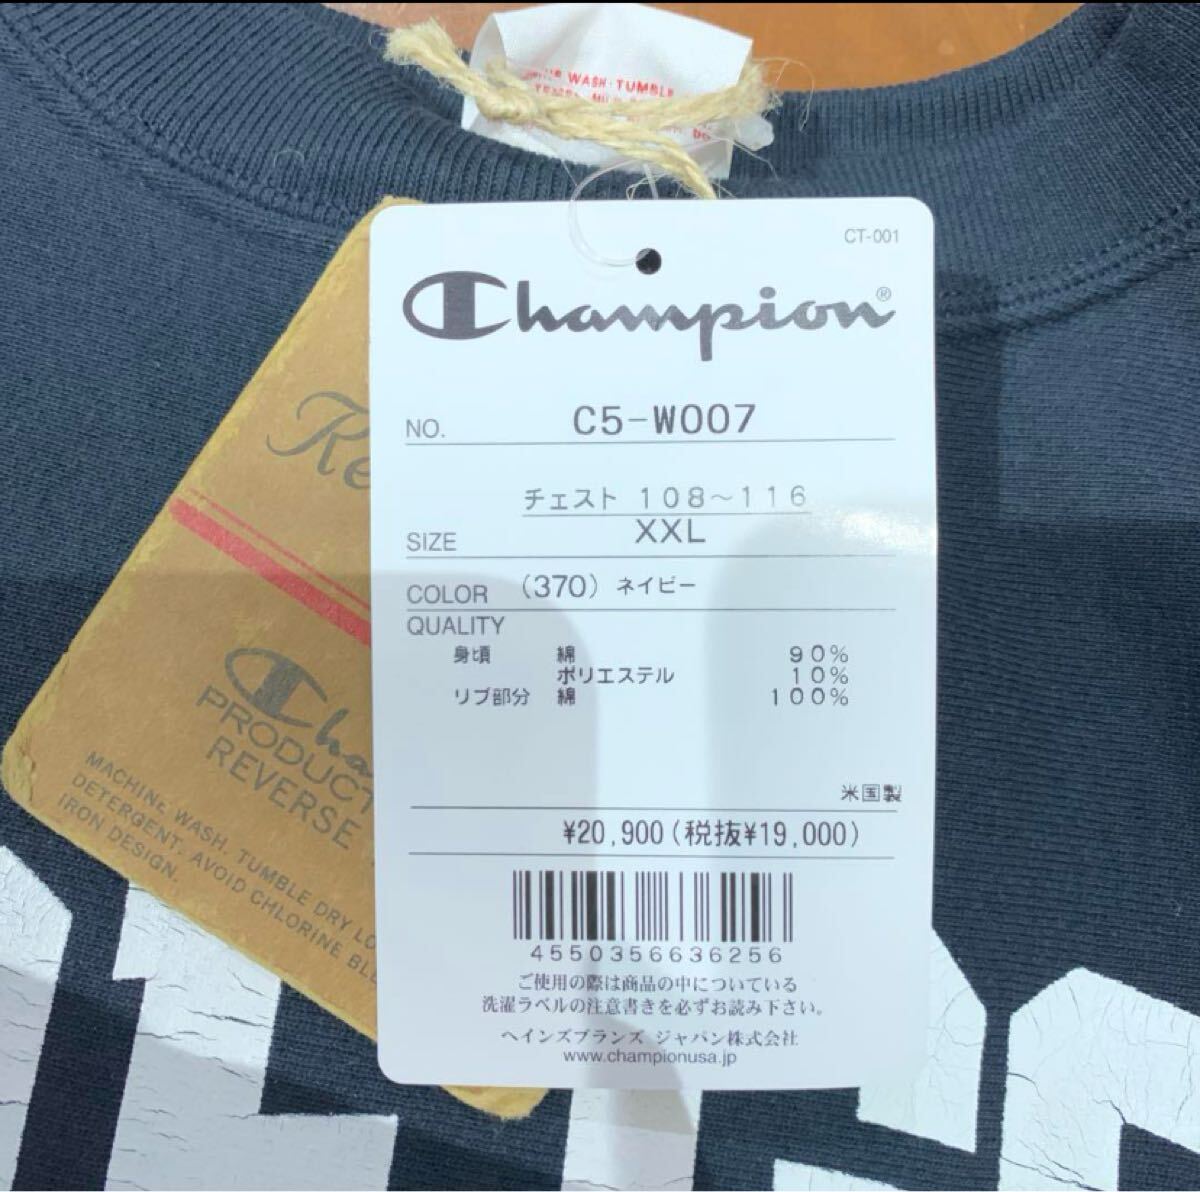 WASH · TUMBLE
CT-001
Champion®
NO. C5-W007
チェスト 108～116
SIZE XXL
COLOR (370) ネイビー
QUALITY
身頃 綿 90%
ポリエステル 10%
リブ部分 綿 100%
米国製
¥20,900(税抜¥19,000)
4550356636256
ご使用の際は商品の中についている
洗濯ラベルの注意書きを必ずお読み下さい。
ヘインズブランズ ジャパン株式会社
www.championusa.jp
Cha
PRODUCT
REVERSE
MACHINE WASH, TUMBLE DRY LO
DETERGENT. AVOID CHLORINE BLE
IRON DESIGN.